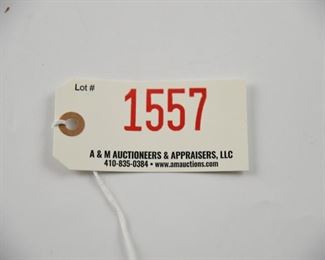 Lot #
1557
A & M AUCTIONEERS & APPRAISERS, LLC
410-835-0384 • www.amauctions.com